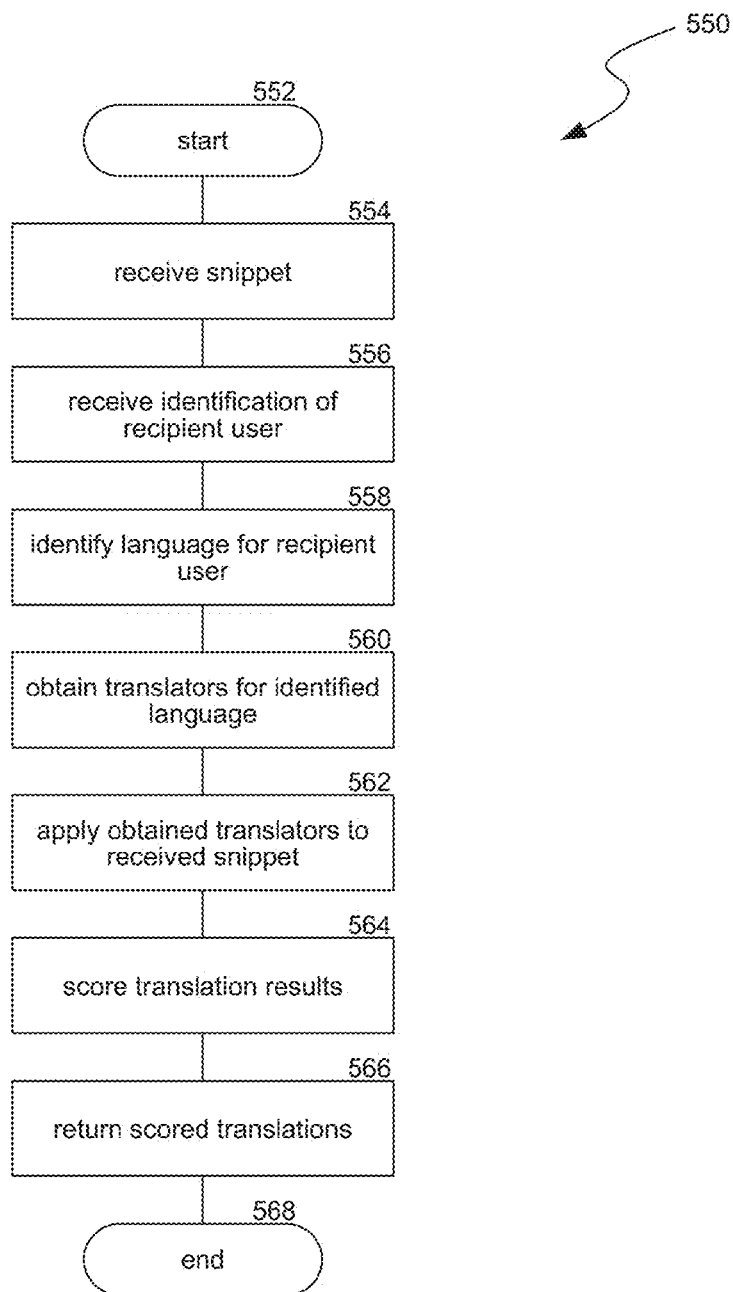 550
552
start
554
receive snippet
556
receive identification of
recipient user
558
identify language for recipient
user
560
obtain translators for identified
language
562
apply obtained translators to
received snippet
564
score translation results
566
return scored translations
568
end